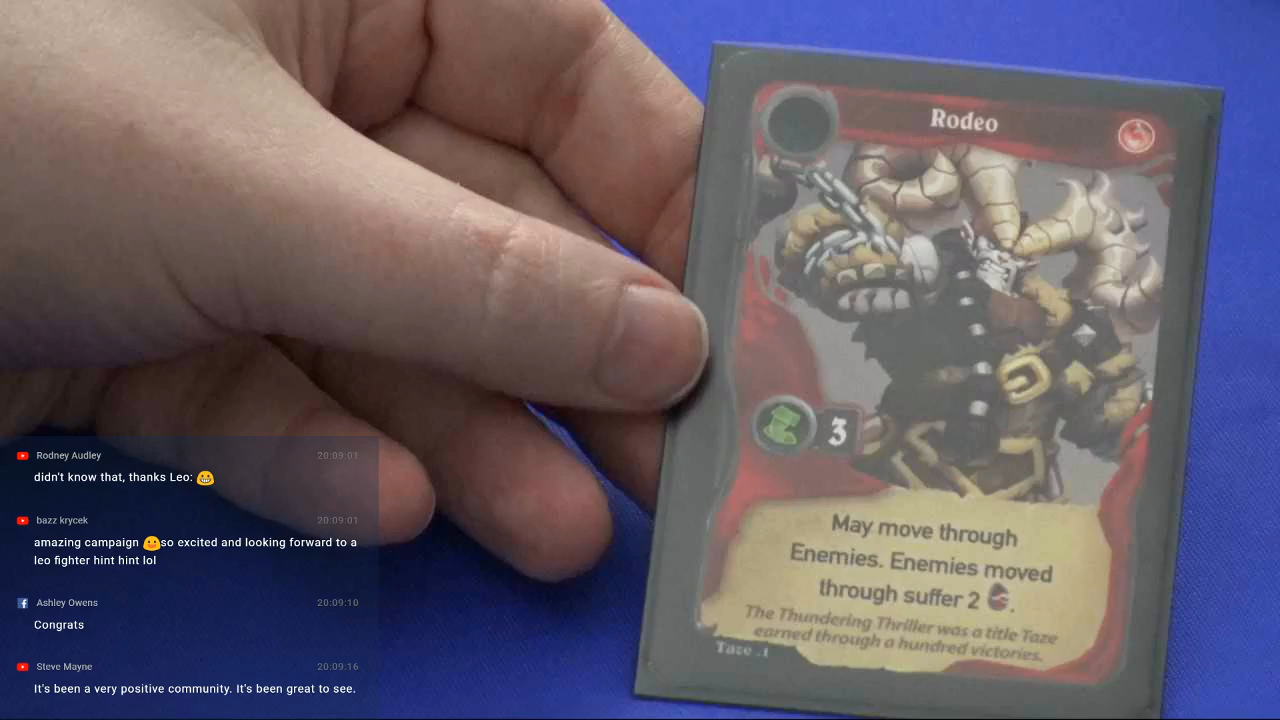 Rodeo
3
May move through
Enemies. Enemies moved
through suffer 2 .
The Thundering Thriller was a title Taze
earned through a hundred victories.
Taze .1
Rodney Audley 20:09:01
didn't know that, thanks Leo: 😀
bazz krycek 20:09:01
amazing campaign 🙂so excited and looking forward to a
leo fighter hint hint lol
Ashley Owens 20:09:10
Congrats
Steve Mayne 20:09:16
It's been a very positive community. It's been great to see.